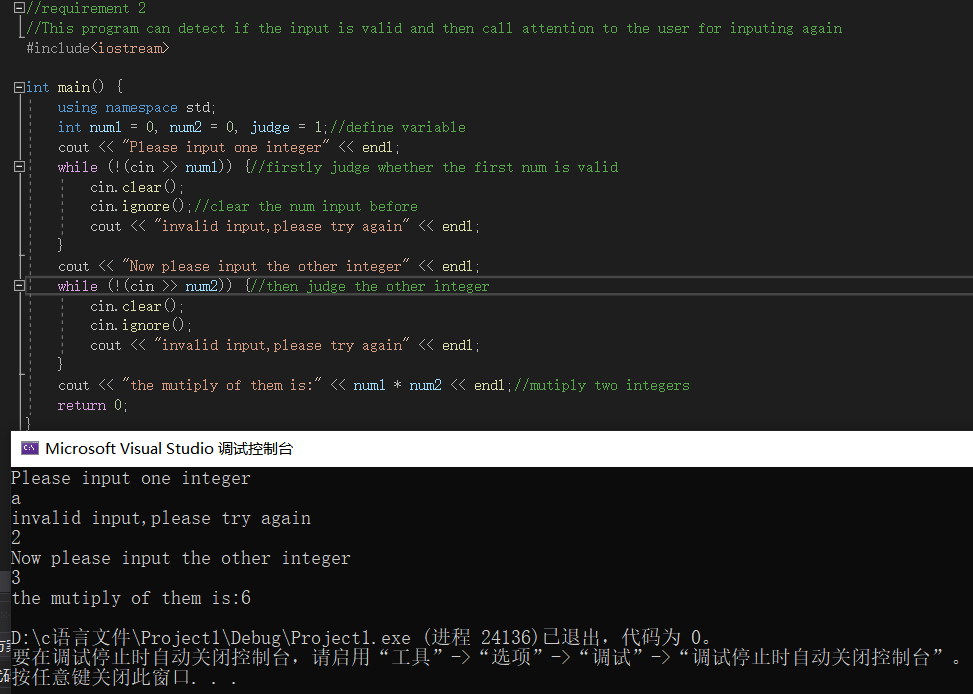 //requirement 2
//This program can detect if the input is valid and then call attention to the user for inputing again
#include<iostream>
int main() {
using namespace std;
int num1 = 0, num2 = 0, judge = 1;//define variable
cout << "Please input one integer" << endl;
while (!(cin >> num1)) {//firstly judge whether the first num is valid
cin.clear();
cin.ignore();//clear the num input before
cout << "invalid input,please try again" << endl;
}
cout << "Now please input the other integer" << endl;
while (!(cin >> num2)) {//then judge the other integer
cin.clear();
cin.ignore();
cout << "invalid input,please try again" << endl;
}
cout << "the mutiply of them is:" << num1 * num2 << endl;//mutiply two integers
return 0;
}
Microsoft Visual Studio 调试控制台
Please input one integer
a
invalid input,please try again
2
Now please input the other integer
3
the mutiply of them is:6
D:\c语言文件\Project1\Debug\Project1.exe (进程 24136)已退出，代码为 0。
要在调试停止时自动关闭控制台，请启用“工具”->“选项”->“调试”->“调试停止时自动关闭控制台”。
按任意键关闭此窗口. . .